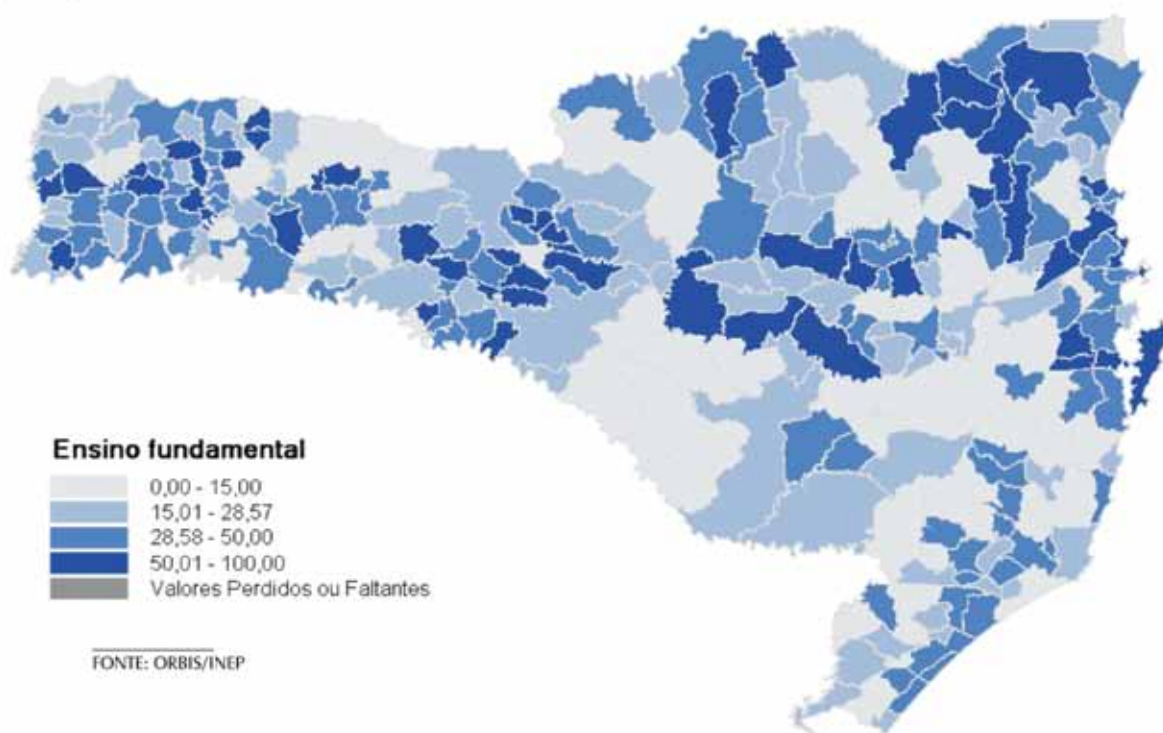 Ensino fundamental
0,00 - 15,00
15,01 - 28,57
28,58 - 50,00
50,01 - 100,00
Valores Perdidos ou Faltantes
FONTE: ORBIS/INEP